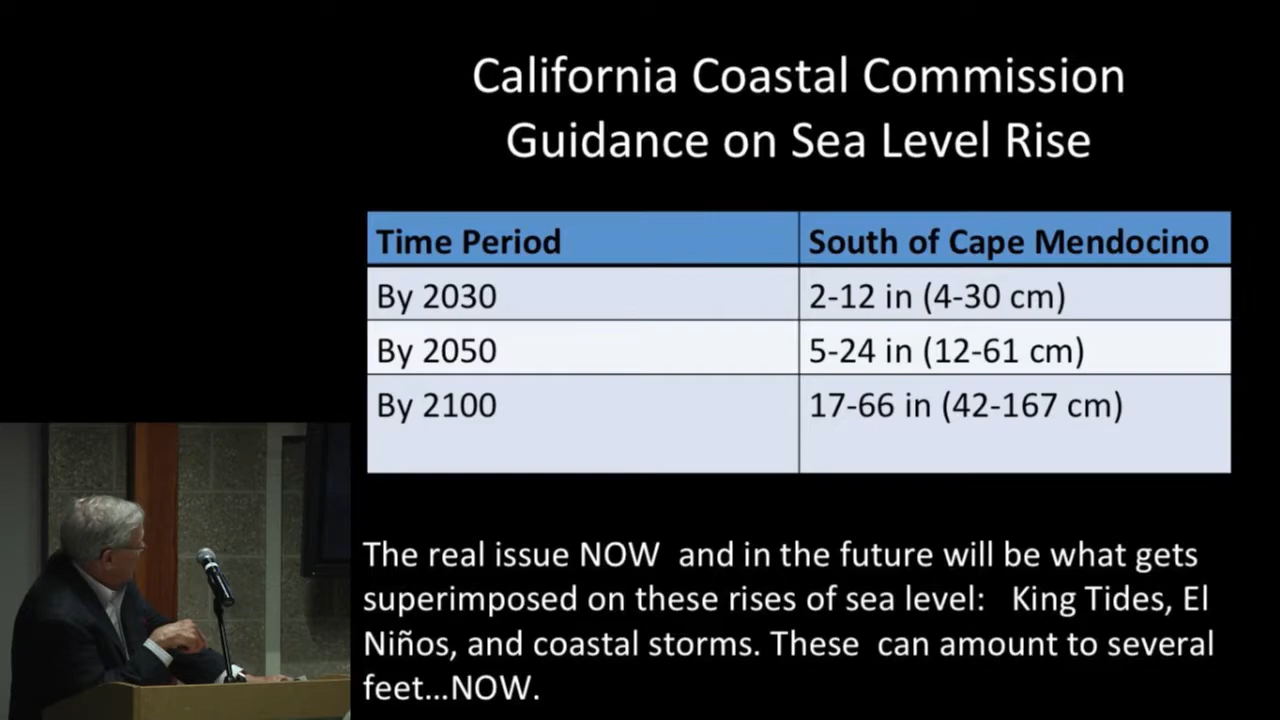 California Coastal Commission
Guidance on Sea Level Rise
Time Period South of Cape Mendocino
By 2030 2-12 in (4-30 cm)
By 2050 5-24 in (12-61 cm)
By 2100 17-66 in (42-167 cm)
The real issue NOW  and in the future will be what gets
superimposed on these rises of sea level:   King Tides, El
Niños, and coastal storms. These  can amount to several
feet…NOW.